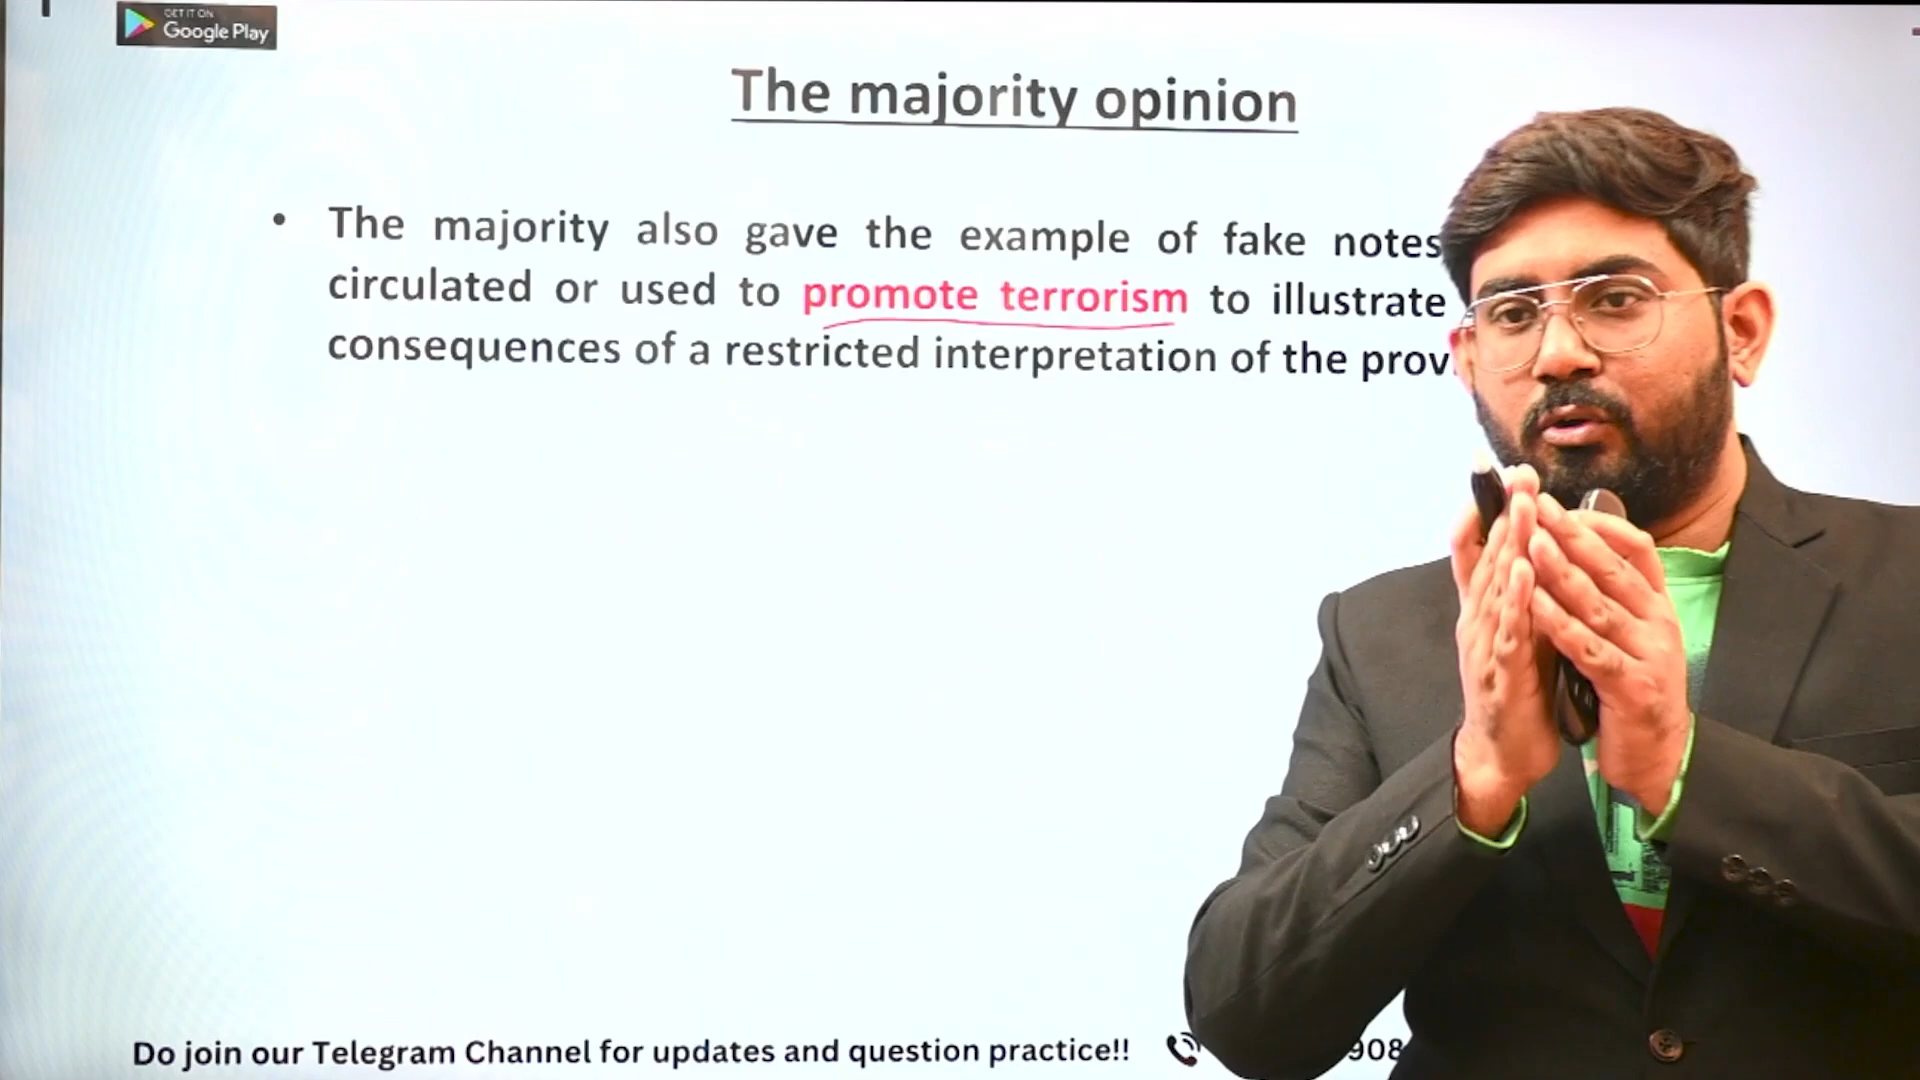 GET IT ON
Google Play
The majority opinion
• The majority also gave the example of fake notes
circulated or used to promote terrorism to illustrate
consequences of a restricted interpretation of the
Do join our Telegram Channel for updates and question practice!!
908